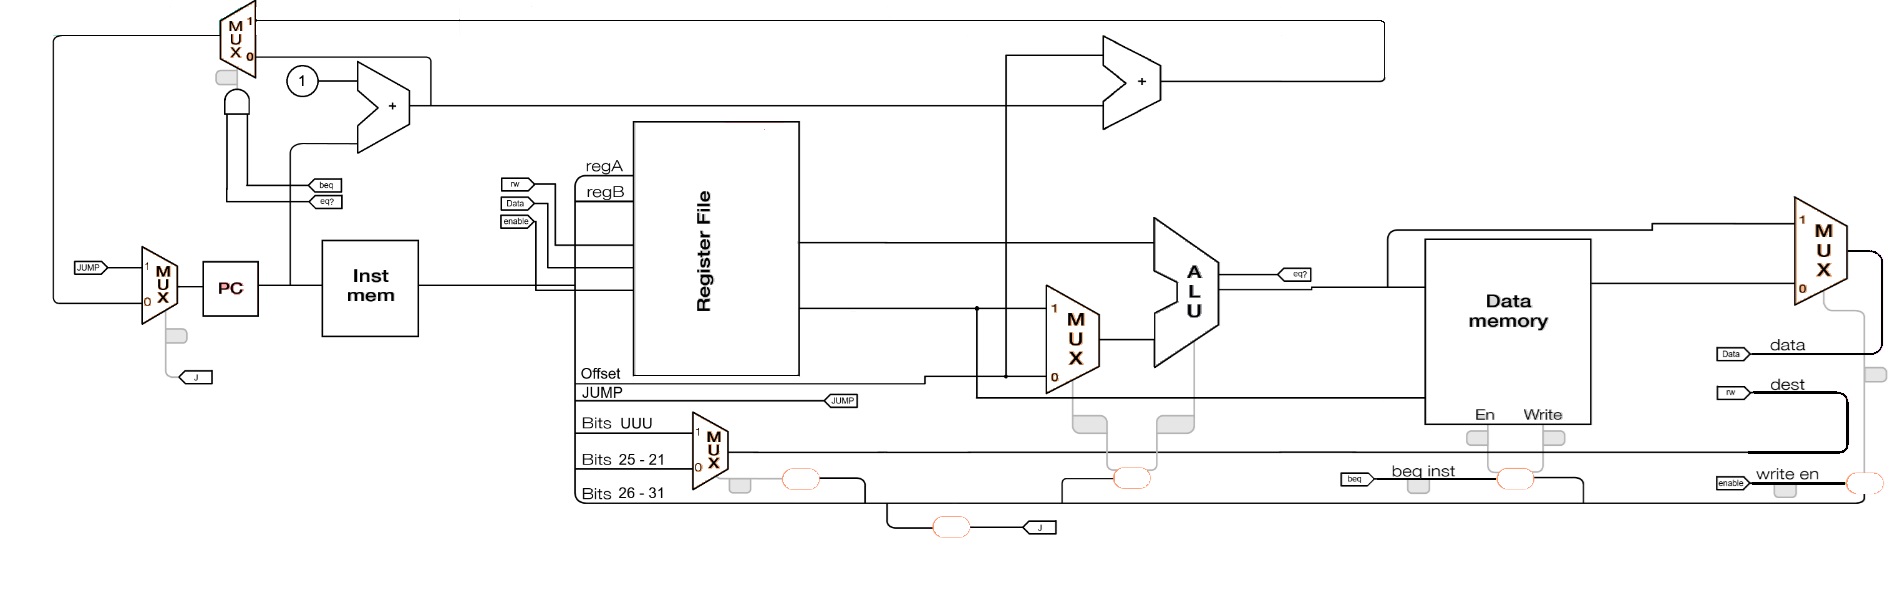 MUX 1
0
1
+
+
beq
eq?
JUMP
1
MUX
0
PC
J
Inst
mem
rw
Data
enable
regA
regB
Register File
Offset
JUMP
JUMP
Bits UUU
1
MUX
Bits 25 - 21
0
Bits 26 - 31
J
1
MUX
0
ALU
eq?
Data
memory
En Write
beq
beq inst
1
MUX
0
Data
data
rw
dest
enable
write en